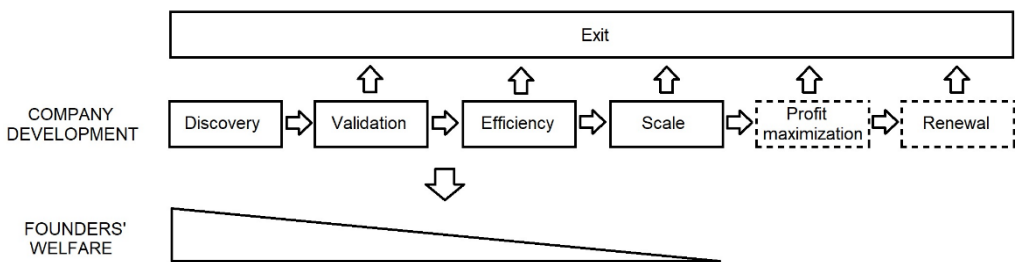 Exit
COMPANY
DEVELOPMENT
Discovery
Validation
Efficiency
Scale
Profit
maximization
Renewal
FOUNDERS'
WELFARE